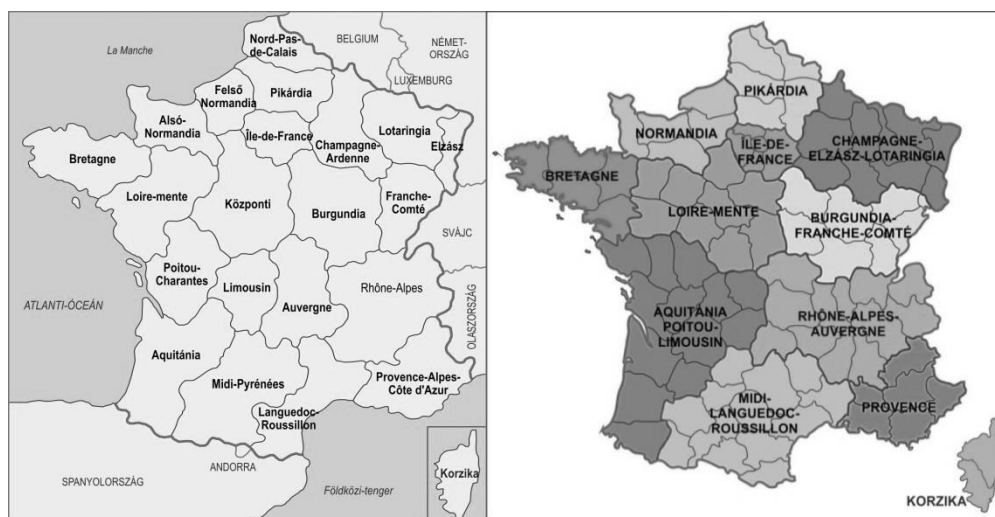 La Manche
Nord-Pas-
de-Calais
BELGIUM
NÉMET-
ORSZÁG
LUXEMBURG
Felső
Normandia
Pikárdia
Alsó-
Normandia
Île-de-France
Lotaringia
Elzász
Champagne-
Ardenne
Bretagne
Loire-mente
Központi
Burgundia
Franche-
Comté
SVÁJC
Poitou-
Charantes
Limousin
Auvergne
Rhône-Alpes
ATLANTI-ÓCEÁN
OLASZORSZÁG
Aquitánia
Midi-Pyrénées
Provence-Alpes-
Côte d'Azur
Languedoc-
Roussillon
ANDORRA
SPANYOLORSZÁG
Földközi-tenger
Korzika
PIKÁRDIA
NORMANDIA
ÎLE-DE-
FRANCE
CHAMPAGNE-
ELZÁSZ-LOTARINGIA
BRETAGNE
LOIRE-MENTE
BURGUNDIA-
FRANCHE-COMTÉ
AQUITÁNIA
POITOU-
LIMOUSIN
RHÔNE-ALPES-
AUVERGNE
MIDI-
LANGUEDOC-
ROUSSILLON
PROVENCE
KORZIKA